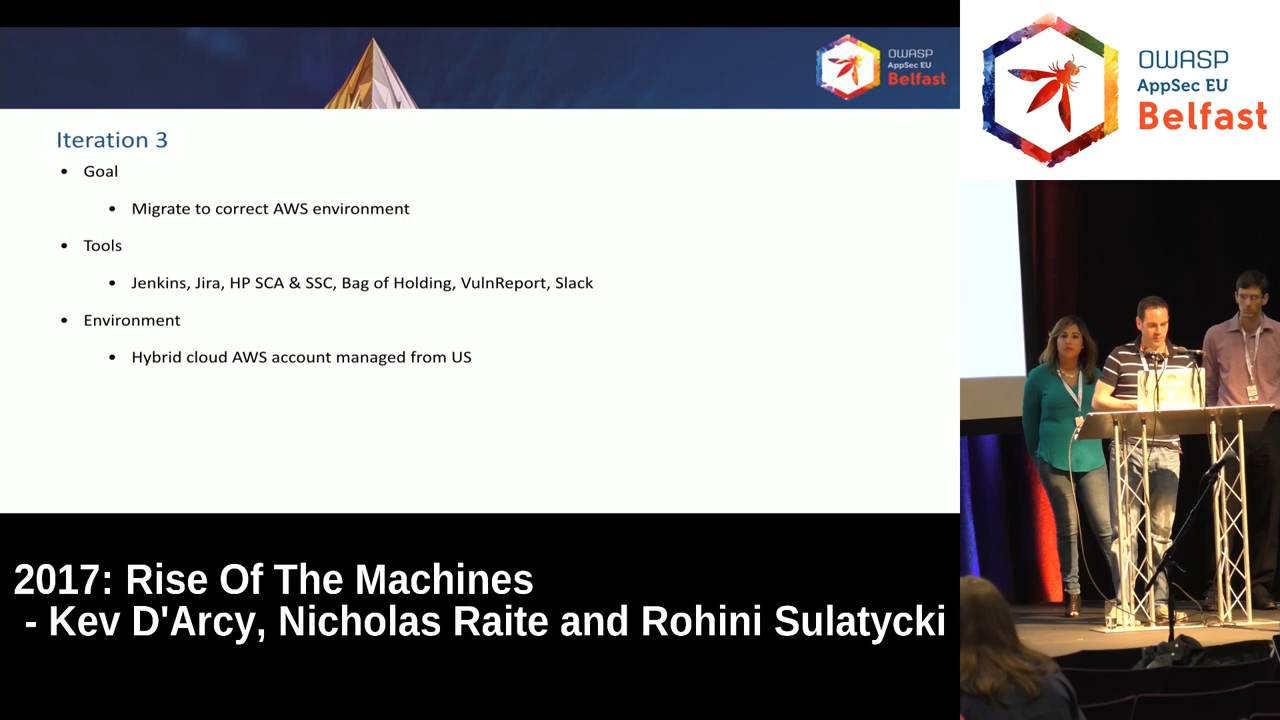 OWASP
AppSec EU
Belfast
OWASP
AppSec EU
Belfast
Iteration 3
• Goal
• Migrate to correct AWS environment
• Tools
• Jenkins, Jira, HP SCA & SSC, Bag of Holding, VulnReport, Slack
• Environment
• Hybrid cloud AWS account managed from US
2017: Rise Of The Machines
- Kev D'Arcy, Nicholas Raite and Rohini Sulatycki